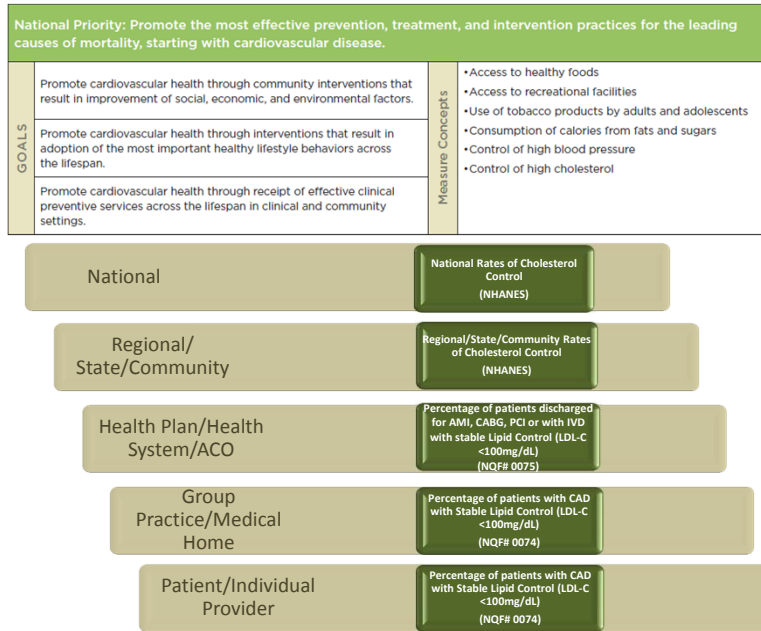 National Priority: Promote the most effective prevention, treatment, and intervention practices for the leading
causes of mortality, starting with cardiovascular disease.
GOALS
Promote cardiovascular health through community interventions that
result in improvement of social, economic, and environmental factors.
Promote cardiovascular health through interventions that result in
adoption of the most important healthy lifestyle behaviors across
the lifespan.
Promote cardiovascular health through receipt of effective clinical
preventive services across the lifespan in clinical and community
settings.
Measure Concepts
•Access to healthy foods
•Access to recreational facilities
•Use of tobacco products by adults and adolescents
•Consumption of calories from fats and sugars
•Control of high blood pressure
•Control of high cholesterol
National
National Rates of Cholesterol
Control
(NHANES)
Regional/
State/Community
Regional/State/Community Rates
of Cholesterol Control
(NHANES)
Health Plan/Health
System/ACO
Percentage of patients discharged
for AMI, CABG, PCI or with IVD
with stable Lipid Control (LDL-C
<100mg/dL)
(NQF# 0075)
Group
Practice/Medical
Home
Percentage of patients with CAD
with Stable Lipid Control (LDL-C
<100mg/dL)
(NQF# 0074)
Patient/Individual
Provider
Percentage of patients with CAD
with Stable Lipid Control (LDL-C
<100mg/dL)
(NQF# 0074)